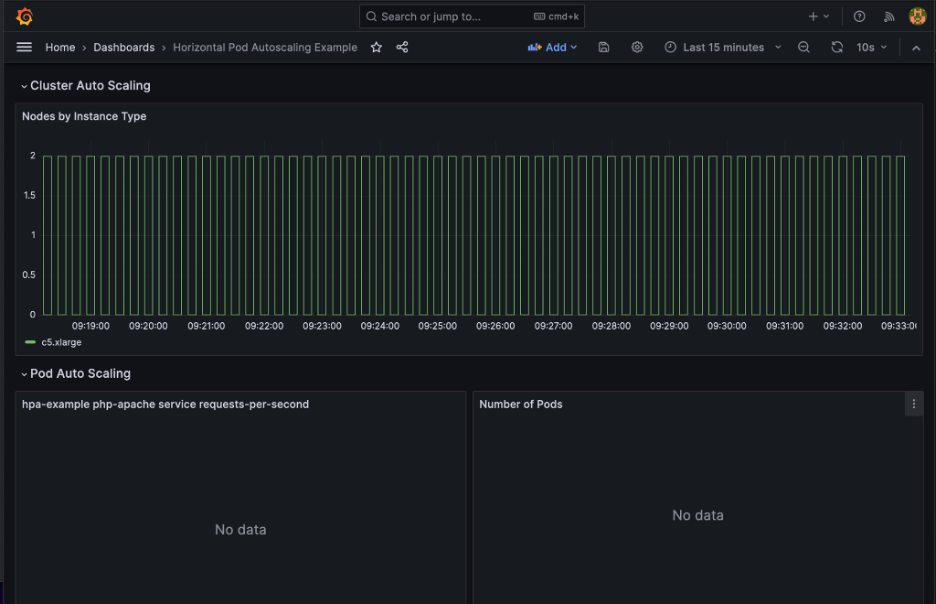 Search or jump to... cmd+k
Home › Dashboards › Horizontal Pod Autoscaling Example Add Last 15 minutes 10s
Cluster Auto Scaling
Nodes by Instance Type
2
1.5
1
0.5
0
09:19:00 09:20:00 09:21:00 09:22:00 09:23:00 09:24:00 09:25:00 09:26:00 09:27:00 09:28:00 09:29:00 09:30:00 09:31:00 09:32:00 09:33:0
c5.xlarge
Pod Auto Scaling
hpa-example php-apache service requests-per-second Number of Pods
No data
No data